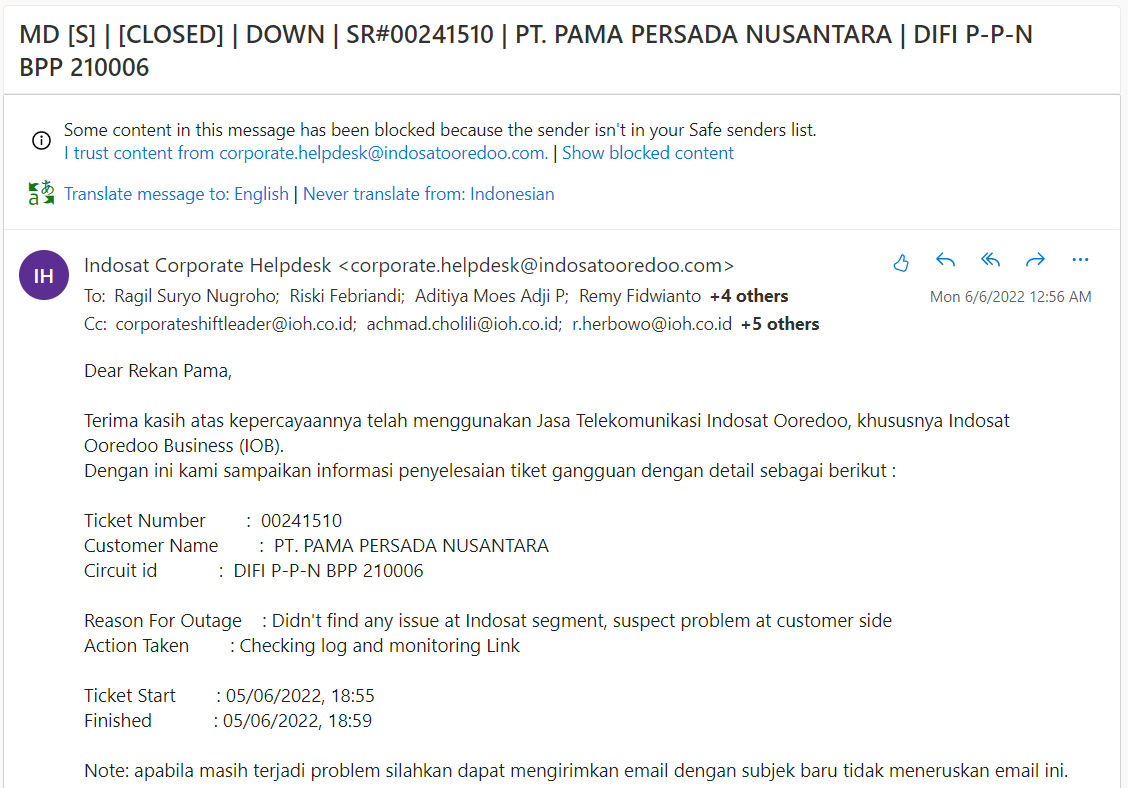 MD [S] | [CLOSED] | DOWN | SR#00241510 | PT. PAMA PERSADA NUSANTARA | DIFI P-P-N
BPP 210006
Some content in this message has been blocked because the sender isn't in your Safe senders list.
I trust content from corporate.helpdesk@indosatooredoo.com. | Show blocked content
Translate message to: English | Never translate from: Indonesian
IH
Indosat Corporate Helpdesk <corporate.helpdesk@indosatooredoo.com>
To: Ragil Suryo Nugroho; Riski Febriandi; Aditiya Moes Adji P; Remy Fidwianto +4 others
Mon 6/6/2022 12:56 AM
Cc: corporateshiftleader@ioh.co.id; achmad.cholili@ioh.co.id; r.herbowo@ioh.co.id +5 others
Dear Rekan Pama,
Terima kasih atas kepercayaannya telah menggunakan Jasa Telekomunikasi Indosat Ooredoo, khususnya Indosat
Ooredoo Business (IOB).
Dengan ini kami sampaikan informasi penyelesaian tiket gangguan dengan detail sebagai berikut :
Ticket Number : 00241510
Customer Name : PT. PAMA PERSADA NUSANTARA
Circuit id : DIFI P-P-N BPP 210006
Reason For Outage : Didn't find any issue at Indosat segment, suspect problem at customer side
Action Taken : Checking log and monitoring Link
Ticket Start : 05/06/2022, 18:55
Finished : 05/06/2022, 18:59
Note: apabila masih terjadi problem silahkan dapat mengirimkan email dengan subjek baru tidak meneruskan email ini.